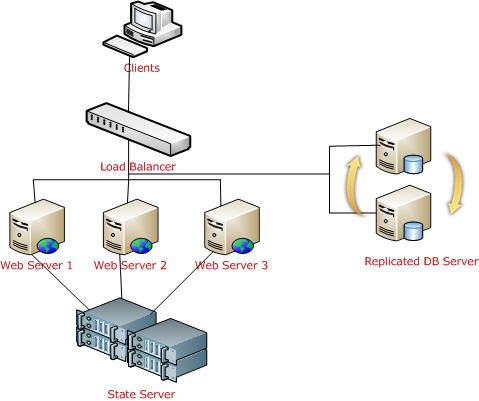 Clients
Load Balancer
Web Server 1
Web Server 2
Web Server 3
Replicated DB Server
State Server